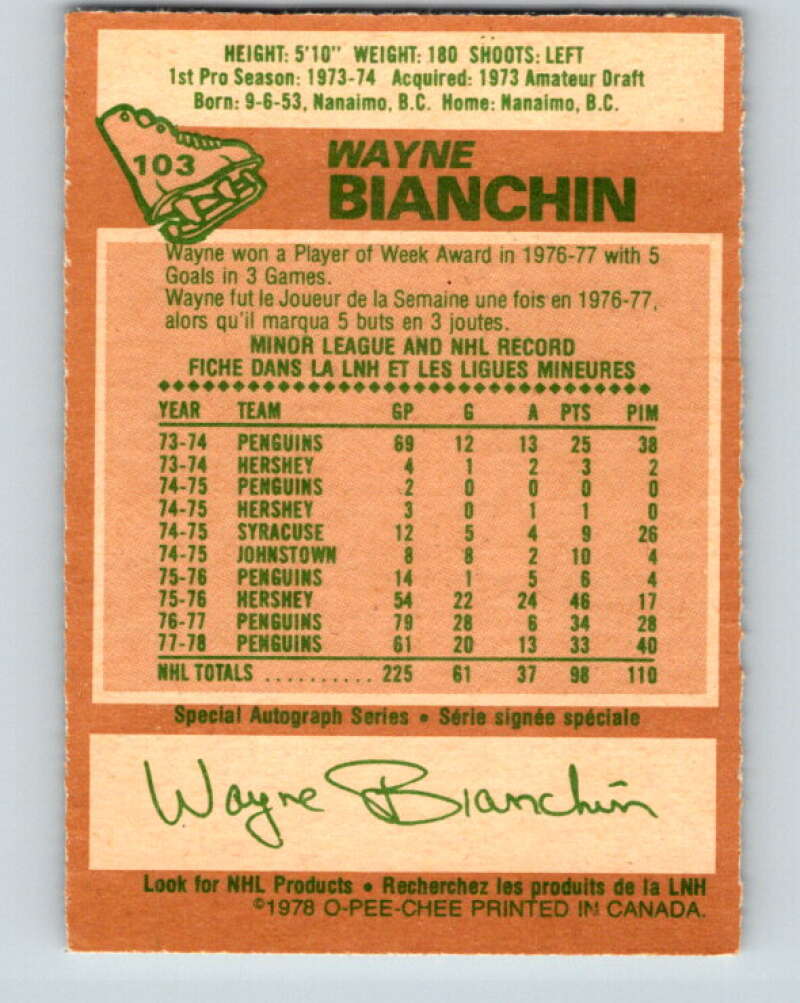 HEIGHT: 5'10" WEIGHT: 180 SHOOTS: LEFT
1st Pro Season: 1973-74 Acquired: 1973 Amateur Draft
Born: 9-6-53, Nanaimo, B.C. Home: Nanaimo, B.C.
103
WAYNE
BIANCHIN
Wayne won a Player of Week Award in 1976-77 with 5
Goals in 3 Games.
Wayne fut le Joueur de la Semaine une fois en 1976-77,
alors qu'il marqua 5 buts en 3 joutes.
MINOR LEAGUE AND NHL RECORD
FICHE DANS LA LNH ET LES LIGUES MINEURES
YEAR TEAM GP G A PTS PIM
73-74 PENGUINS 69 12 13 25 38
73-74 HERSHEY 4 1 2 3 2
74-75 PENGUINS 2 0 0 0 0
74-75 HERSHEY 3 0 1 1 0
74-75 SYRACUSE 12 5 4 9 26
74-75 JOHNSTOWN 8 8 2 10 4
75-76 PENGUINS 14 1 5 6 4
75-76 HERSHEY 54 22 24 46 17
76-77 PENGUINS 79 28 6 34 28
77-78 PENGUINS 61 20 13 33 40
NHL TOTALS .......... 225 61 37 98 110
Special Autograph Series • Série signée spéciale
Wayne Bianchin
Look for NHL Products • Recherchez les produits de la LNH
©1978 O-PEE-CHEE PRINTED IN CANADA.